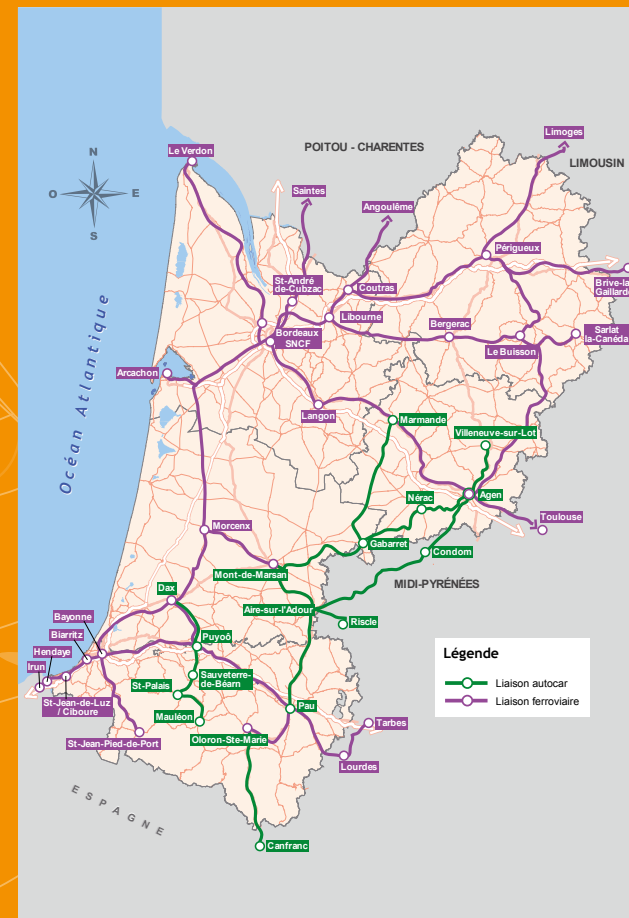 Limoges
POITOU - CHARENTES
LIMOUSIN
Le Verdon
N
O
E
S
Saintes
Angoulême
Périgueux
St-André
de-Cubzac
Coutras
Brive-la
Gaillarde
Libourne
Bordeaux
SNCF
Bergerac
Le Buisson
Sarlat
la-Canéda
Océan Atlantique
Arcachon
Langon
Marmande
Villeneuve-sur-Lot
Nérac
Agen
Toulouse
Morcenx
Gabarret
Condom
Mont-de-Marsan
MIDI-PYRÉNÉES
Dax
Aire-sur-l'Adour
Riscle
Bayonne
Biarritz
Hendaye
Irun
Puyoô
Sauveterre-
de-Béarn
St-Palais
Mauléon
St-Jean-de-Luz
/ Ciboure
St-Jean-Pied-de-Port
Oloron-Ste-Marie
Pau
Tarbes
Lourdes
Légende
Liaison autocar
Liaison ferroviaire
ESPAGNE
Canfranc